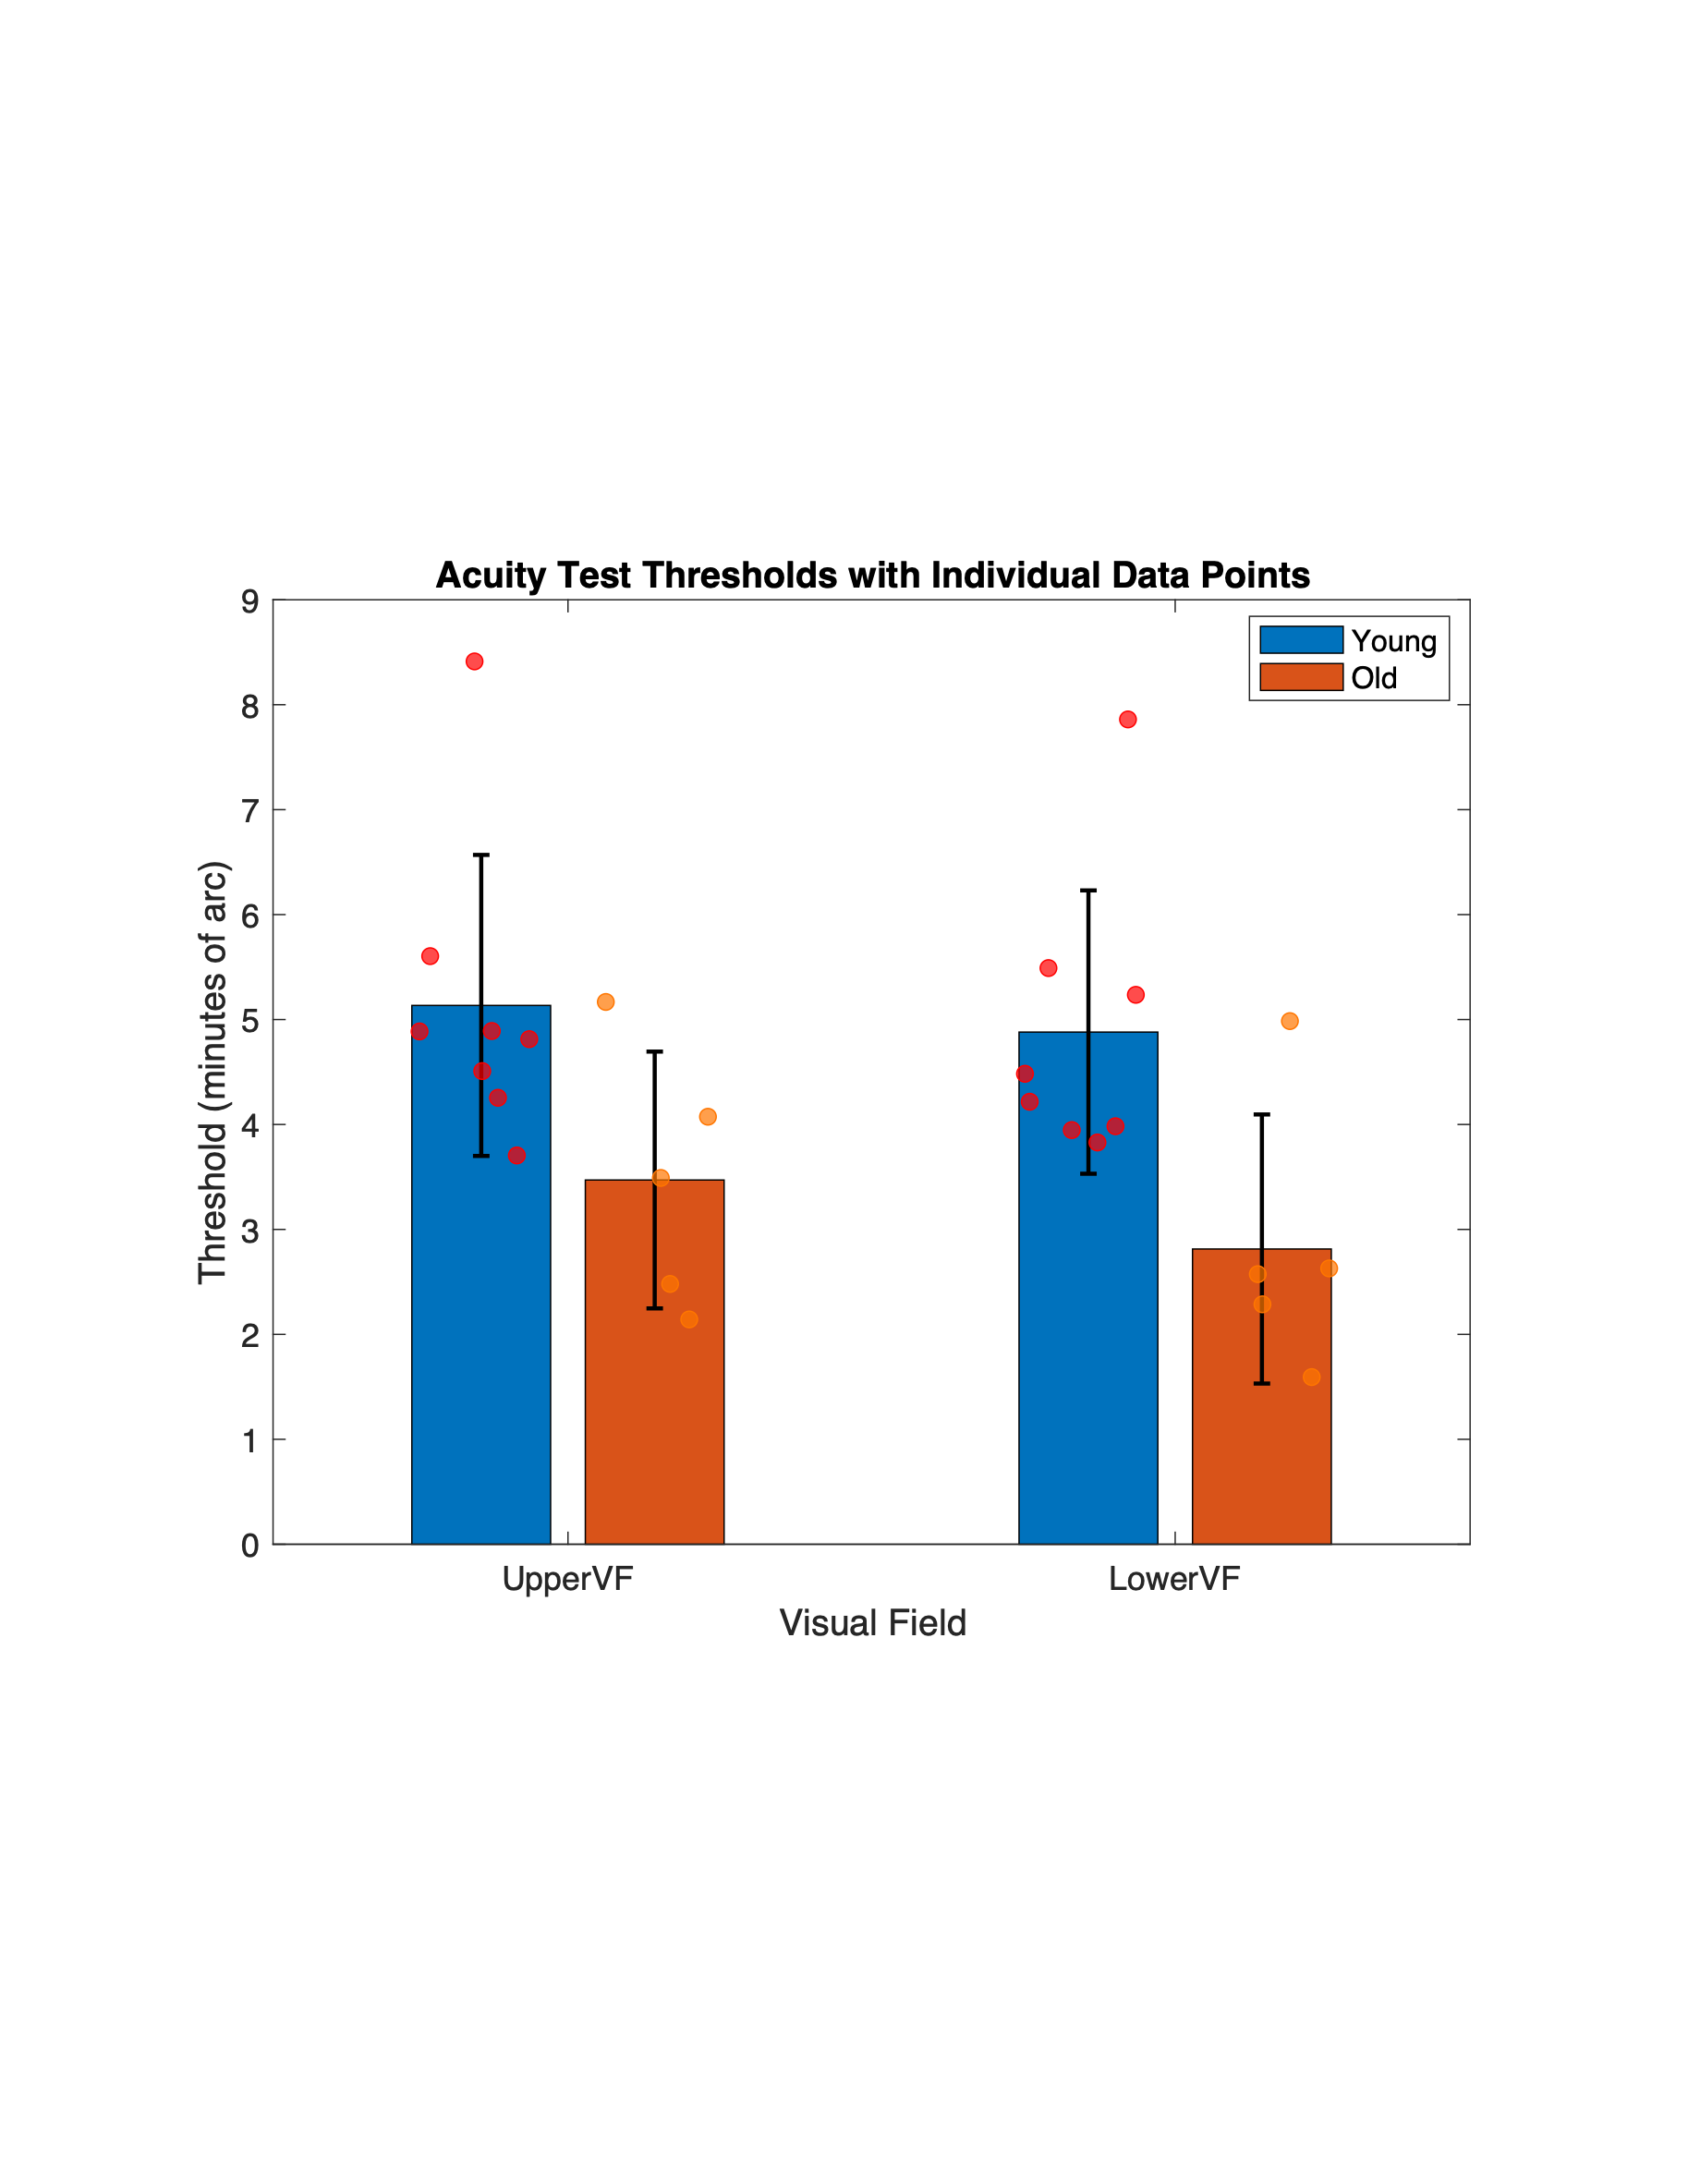 Acuity Test Thresholds with Individual Data Points
9
8
7
6
5
4
3
2
1
0
Threshold (minutes of arc)
Young
Old
UpperVF
LowerVF
Visual Field